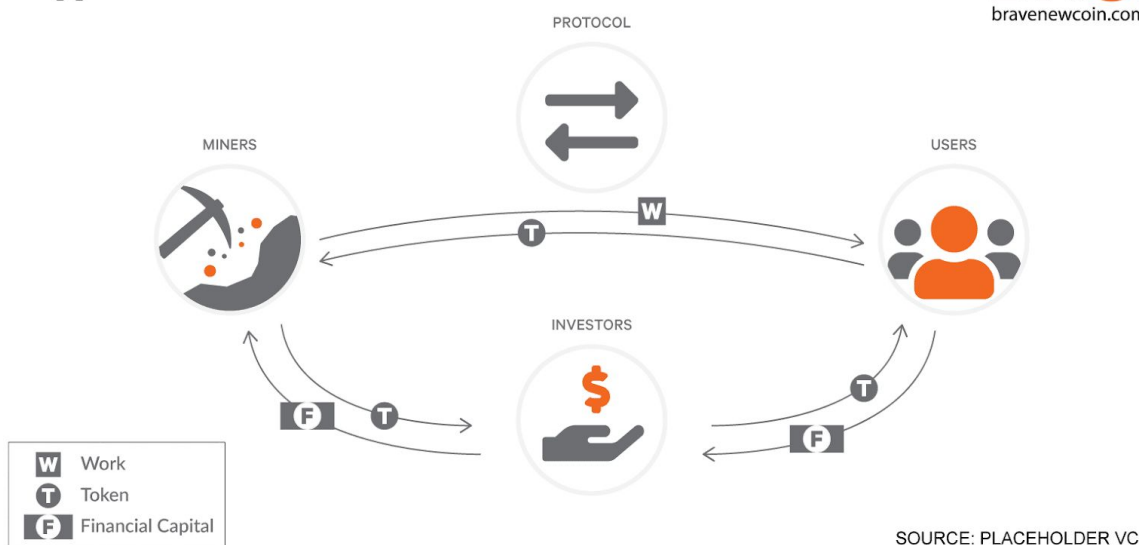 bravenewcoin.com
PROTOCOL
MINERS
USERS
W
T
INVESTORS
$
F
T
T
F
W Work
T Token
F Financial Capital
SOURCE: PLACEHOLDER VC